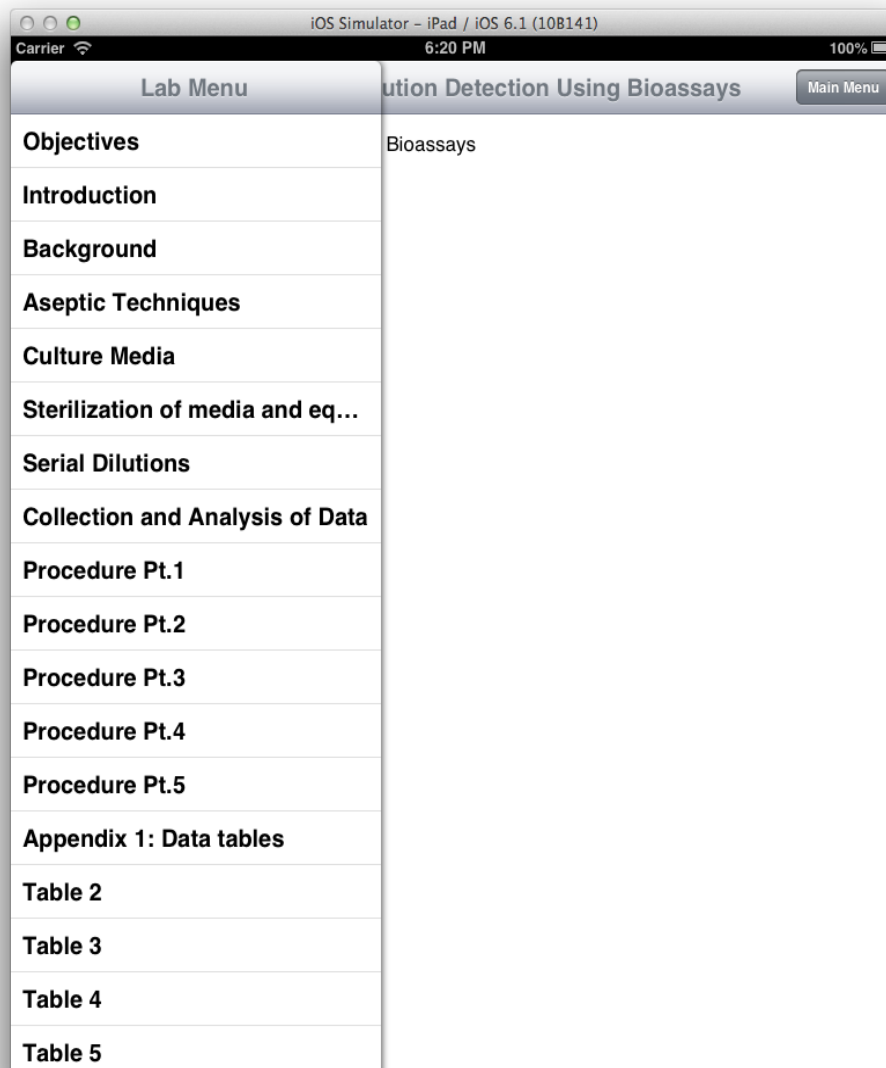 iOS Simulator – iPad / iOS 6.1 (10B141)
Carrier 6:20 PM 100%
Lab Menu
ution Detection Using Bioassays
Main Menu
Bioassays
Objectives
Introduction
Background
Aseptic Techniques
Culture Media
Sterilization of media and eq...
Serial Dilutions
Collection and Analysis of Data
Procedure Pt.1
Procedure Pt.2
Procedure Pt.3
Procedure Pt.4
Procedure Pt.5
Appendix 1: Data tables
Table 2
Table 3
Table 4
Table 5